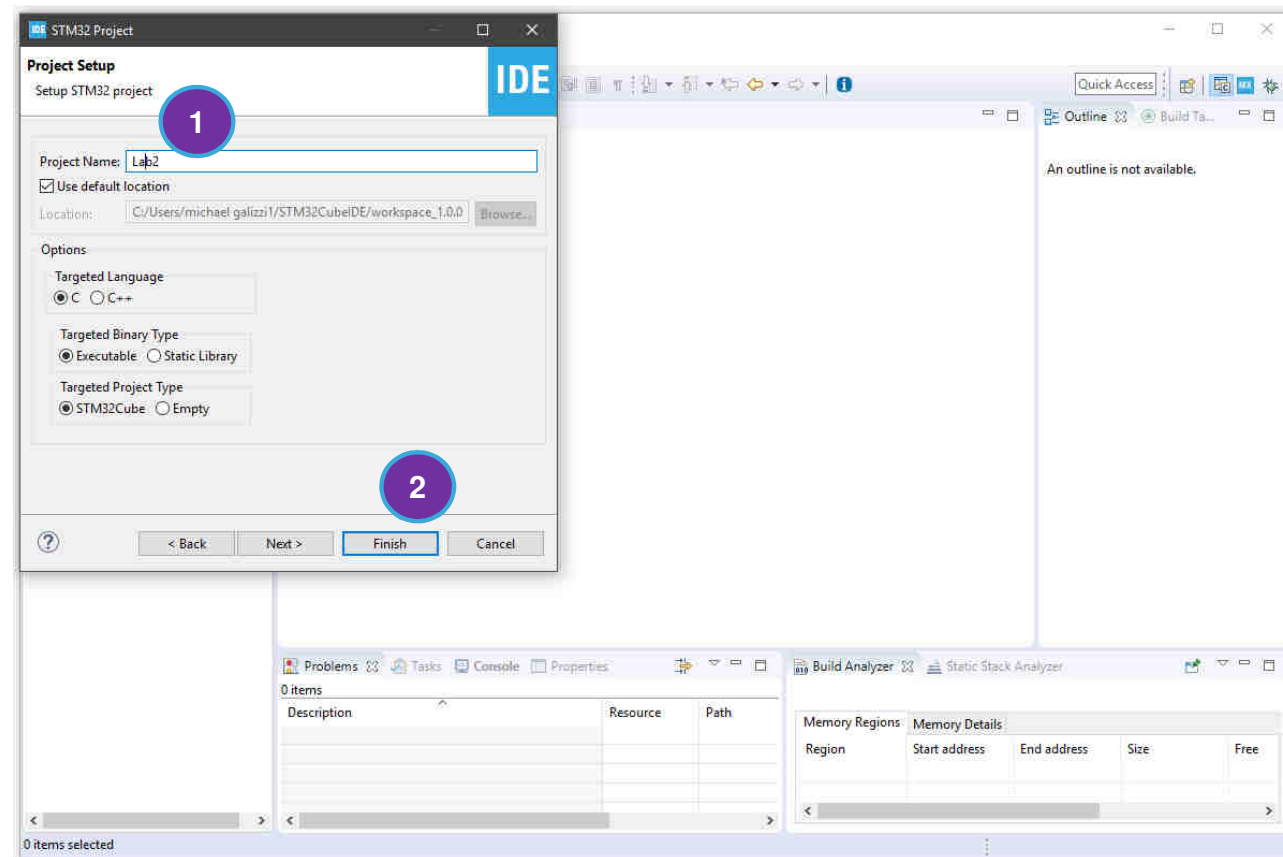 IDE STM32 Project
Project Setup
Setup STM32 project
IDE
1
Project Name: Lab2
Use default location
Location: C:/Users/michael galizzi1/STM32CubeIDE/workspace_1.0.0 Browse...
Options
Targeted Language
C C++
Targeted Binary Type
Executable Static Library
Targeted Project Type
STM32Cube Empty
2
< Back Next > Finish Cancel
Quick Access
Outline Build Ta...
An outline is not available.
Problems Tasks Console Properties
0 items
Description Resource Path
Build Analyzer Static Stack Analyzer
Memory Regions Memory Details
Region Start address End address Size Free
0 items selected